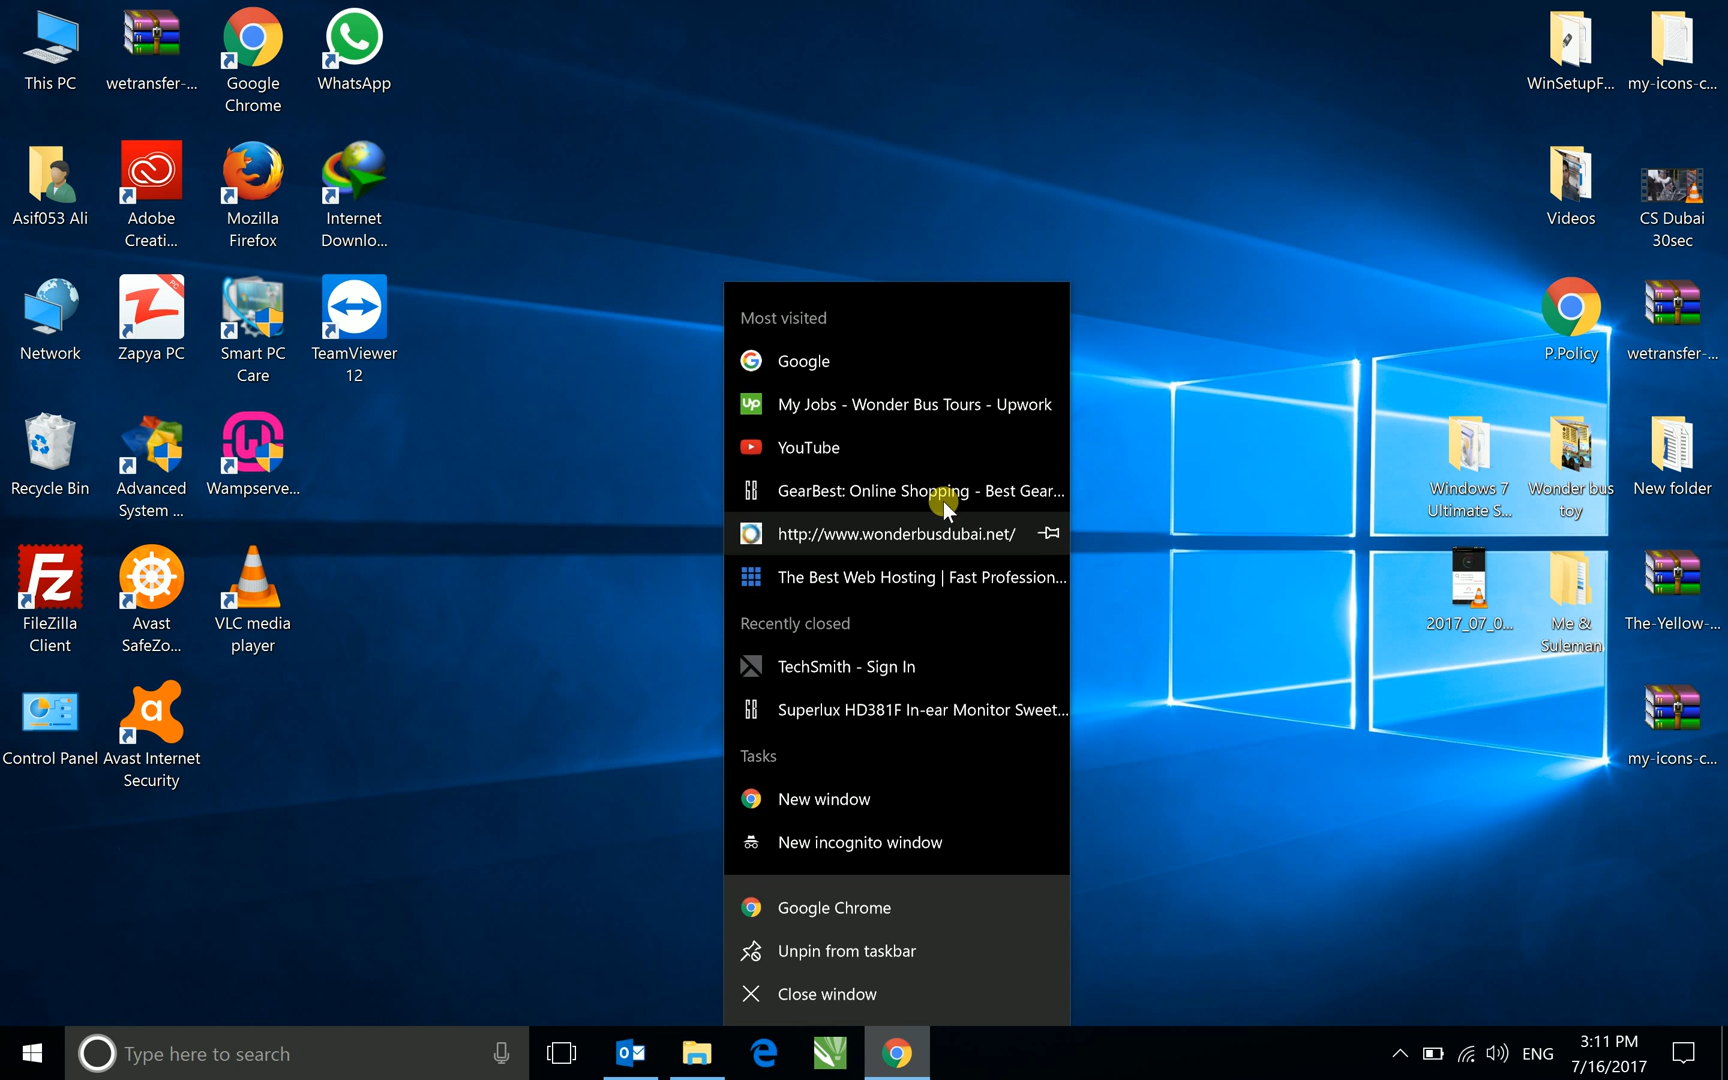 This PC
wetransfer-...
Google
Chrome
WhatsApp
WinSetupF...
my-icons-c...
Asif053 Ali
Adobe
Creati...
Mozilla
Firefox
Internet
Downlo...
Videos
CS Dubai
30sec
Network
Zapya PC
PC
Smart PC
Care
TeamViewer
12
P.Policy
wetransfer-...
Recycle Bin
Advanced
System ...
Wampserve...
Windows 7
Ultimate S...
Wonder bus
toy
New folder
FileZilla
Client
Avast
SafeZo...
VLC media
player
2017_07_0...
Me &
Suleman
The-Yellow-...
Control Panel
Avast Internet
Security
my-icons-c...
Most visited
Google
Up
My Jobs - Wonder Bus Tours - Upwork
YouTube
GearBest: Online Shopping - Best Gear...
http://www.wonderbusdubai.net/
The Best Web Hosting | Fast Profession...
Recently closed
TechSmith - Sign In
Superlux HD381F In-ear Monitor Sweet...
Tasks
New window
New incognito window
Google Chrome
Unpin from taskbar
Close window
Type here to search
ENG
3:11 PM
7/16/2017